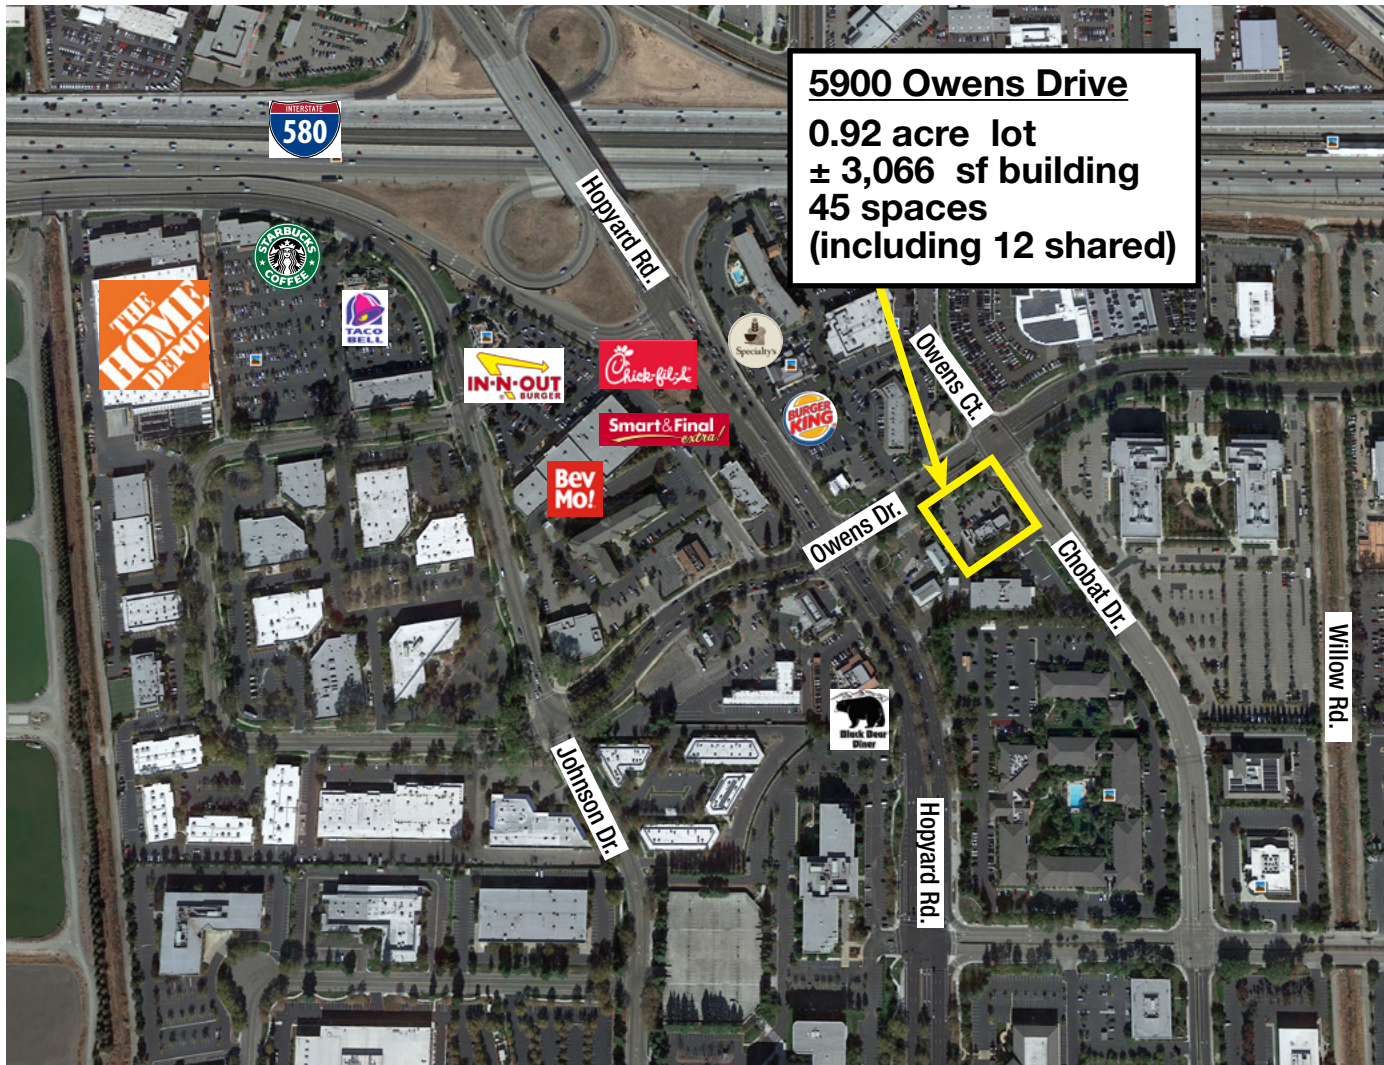 5900 Owens Drive
0.92 acre lot
± 3,066 sf building
45 spaces
(including 12 shared)
INTERSTATE
580
Hopyard Rd.
STARBUCKS
COFFEE
THE
HOME
DEPOT
TACO
BELL
IN-N-OUT
BURGER
Chick-fil-A
Specialty's
Smart&Final
extra!
BURGER
KING
Bev
Mo!
Owens Ct.
Owens Dr.
Chobat Dr.
Willow Rd.
Black Bear
Diner
Johnson Dr.
Hopyard Rd.